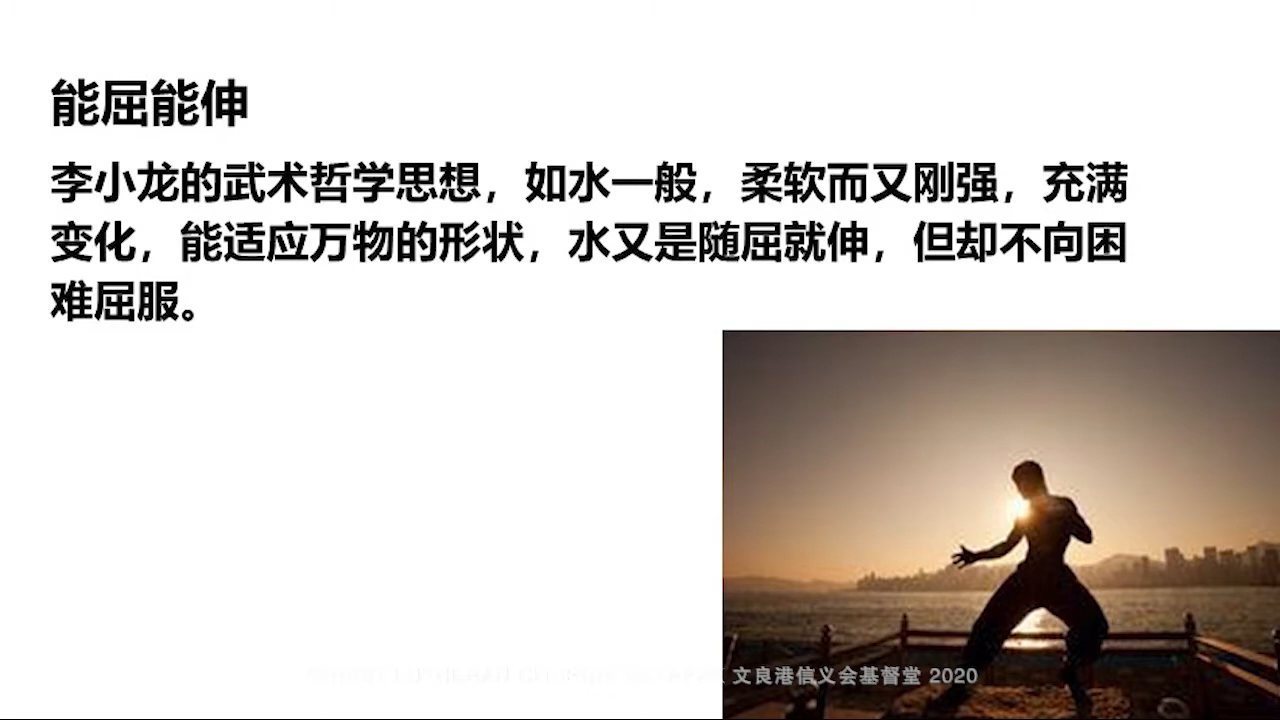 能屈能伸
李小龙的武术哲学思想，如水一般，柔软而又刚强，充满
变化，能适应万物的形状，水又是随屈就伸，但却不向困
难屈服。
文良港信义会基督堂 2020